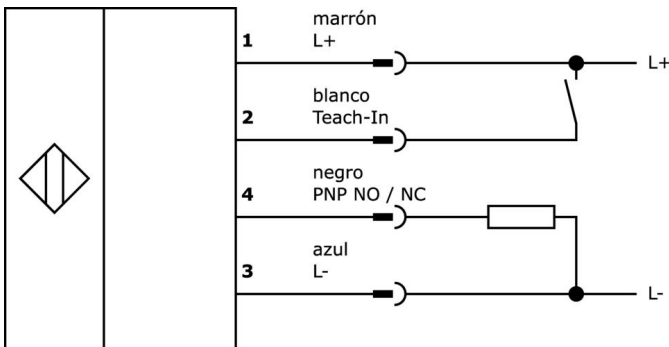 marrón
1 L+
L+
blanco
2 Teach-In
negro
4 PNP NO / NC
azul
3 L-
L-